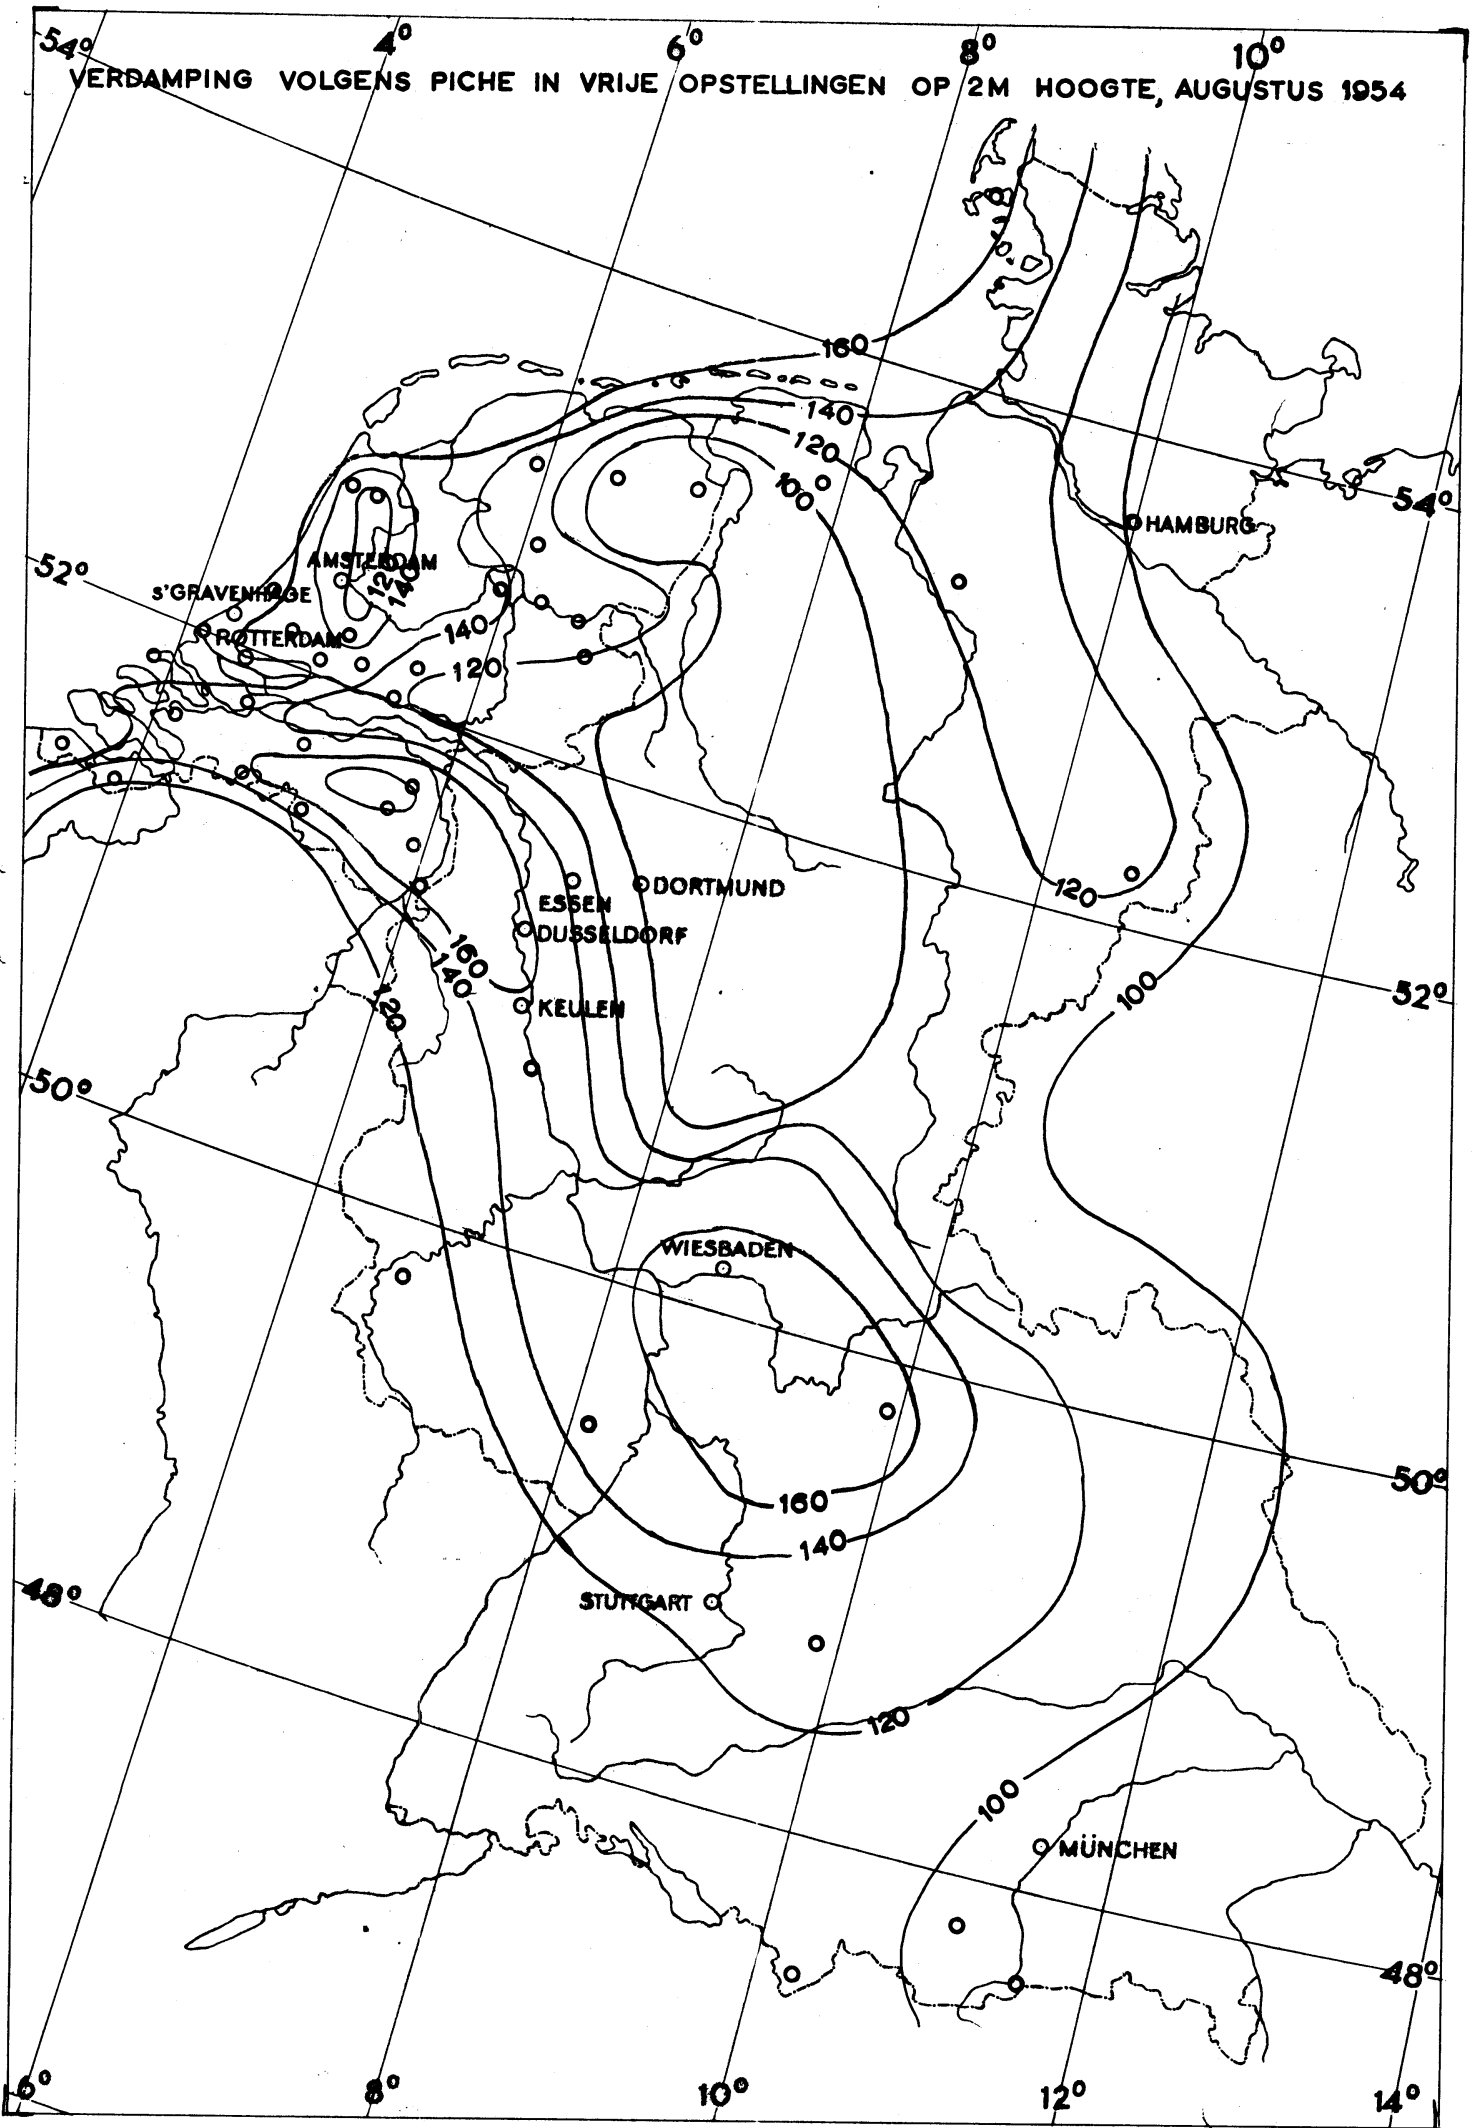 54° 4° 6° 8° 10°
VERDAMPING VOLGENS PICHE IN VRIJE OPSTELLINGEN OP 2M HOOGTE, AUGUSTUS 1954
160
140
120
100
54°
HAMBURG
52°
AMSTERDAM
120
140
S'GRAVENHAGE
ROTTERDAM
140
120
DORTMUND
120
ESSEN
DUSSELDORF
160
140
100
52°
120
KEULEN
50°
WIESBADEN
50°
160
140
48°
STUTTGART
120
100
MÜNCHEN
48°
6° 8° 10° 12° 14°